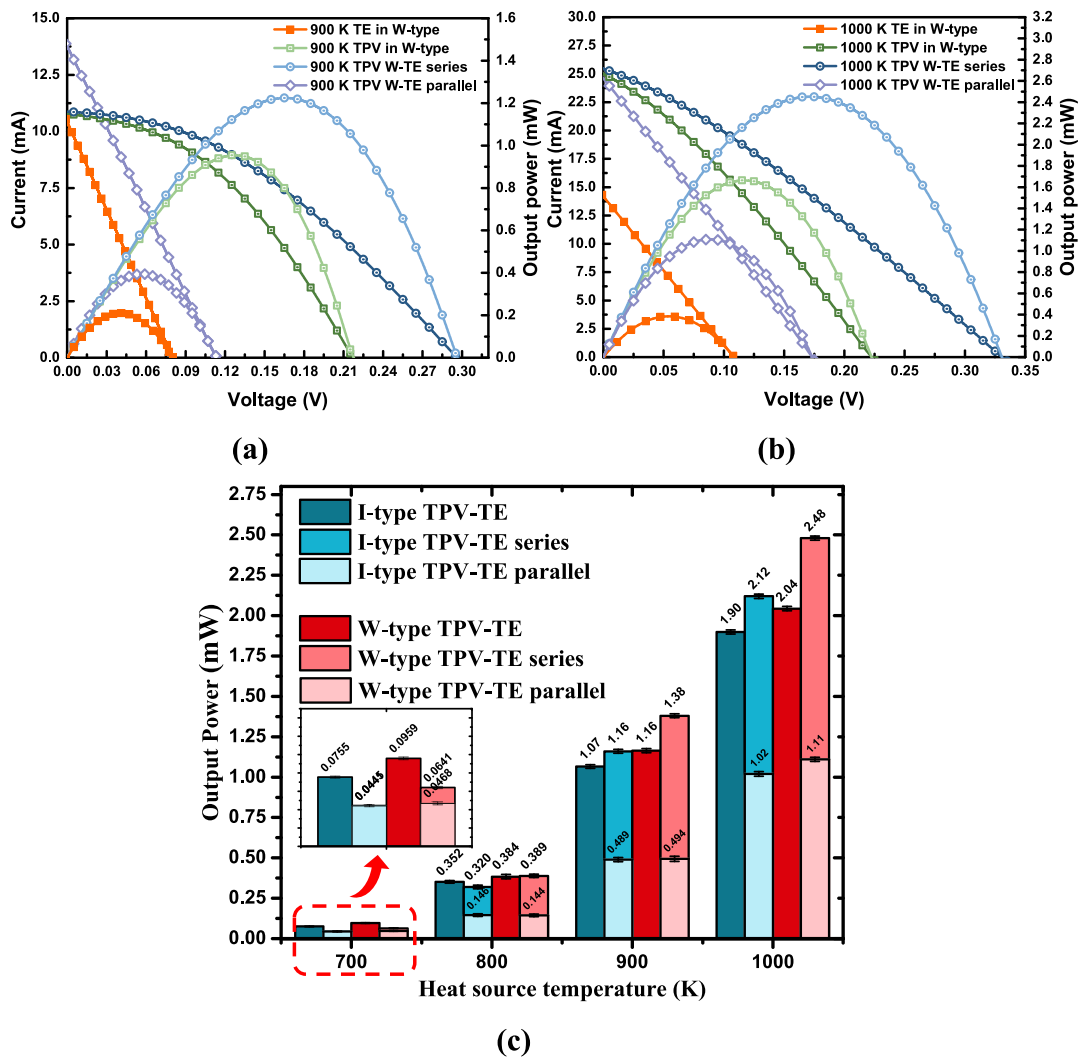 15.0
12.5
10.0
7.5
5.0
2.5
0.0
Current (mA)
900 K TE in W-type
900 K TPV in W-type
900 K TPV W-TE series
900 K TPV W-TE parallel
1.6
1.4
1.2
1.0
0.8
0.6
0.4
0.2
0.0
Output power (mW)
0.00 0.03 0.06 0.09 0.12 0.15 0.18 0.21 0.24 0.27 0.30
Voltage (V)
(a)
30.0
27.5
25.0
22.5
20.0
17.5
15.0
12.5
10.0
7.5
5.0
2.5
0.0
Current (mA)
1000 K TE in W-type
1000 K TPV in W-type
1000 K TPV W-TE series
1000 K TPV W-TE parallel
3.2
3.0
2.8
2.6
2.4
2.2
2.0
1.8
1.6
1.4
1.2
1.0
0.8
0.6
0.4
0.2
0.0
Output power (mW)
0.00 0.05 0.10 0.15 0.20 0.25 0.30 0.35
Voltage (V)
(b)
2.75
2.50
2.25
2.00
1.75
1.50
1.25
1.00
0.75
0.50
0.25
0.00
Output Power (mW)
I-type TPV-TE
I-type TPV-TE series
I-type TPV-TE parallel
W-type TPV-TE
W-type TPV-TE series
W-type TPV-TE parallel
0.0755
0.0445
0.0959
0.0641
0.0468
0.352
0.320
0.146
0.384
0.389
0.144
1.07
1.16
0.489
1.16
1.38
0.494
1.90
2.12
1.02
2.04
2.48
1.11
700 800 900 1000
Heat source temperature (K)
(c)